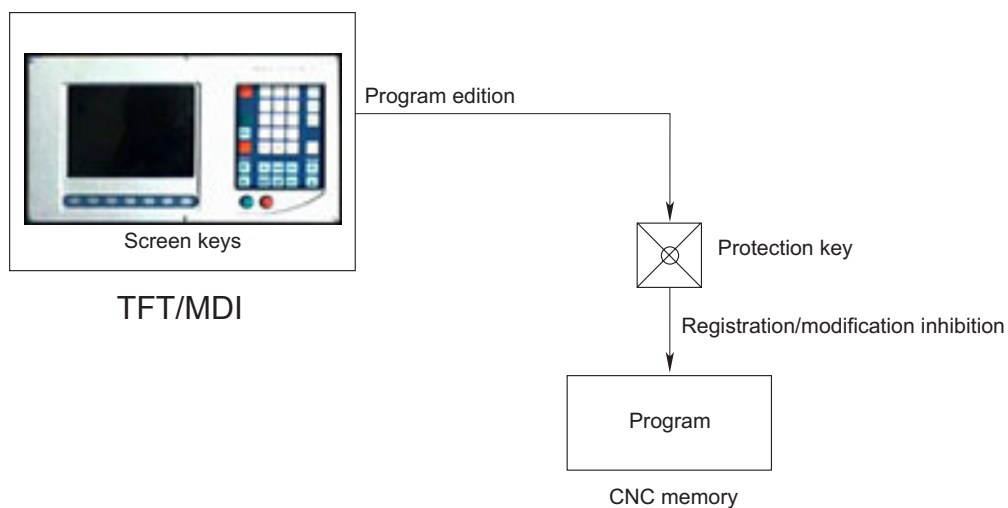 Program edition
Screen keys
TFT/MDI
Protection key
Registration/modification inhibition
Program
CNC memory